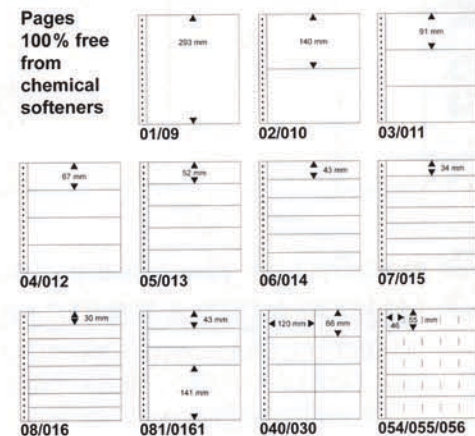 Pages
100% free
from
chemical
softeners
293 mm
01/09
140 mm
02/010
91 mm
03/011
67 mm
04/012
52 mm
05/013
43 mm
06/014
34 mm
07/015
30 mm
08/016
43 mm
141 mm
081/0161
120 mm
66 mm
040/030
46
55 mm
054/055/056